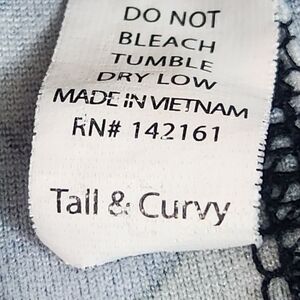 DO NOT
BLEACH
TUMBLE
DRY LOW
MADE IN VIETNAM
RN# 142161
Tall & Curvy